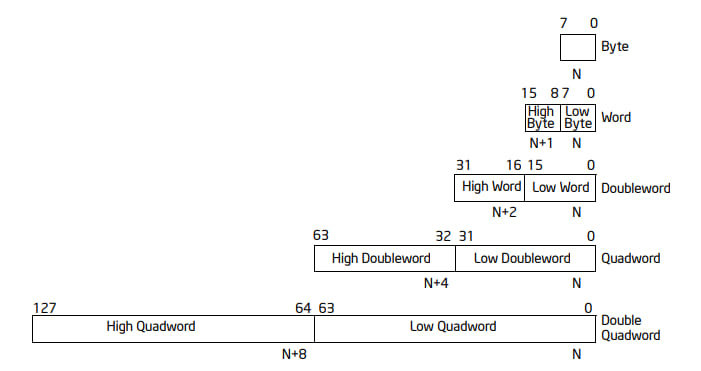 7 0
Byte
N
15 8 7 0
High Byte Low Byte Word
N+1 N
31 16 15 0
High Word Low Word Doubleword
N+2 N
63 32 31 0
High Doubleword Low Doubleword Quadword
N+4 N
127 64 63 0
High Quadword Low Quadword Double Quadword
N+8 N